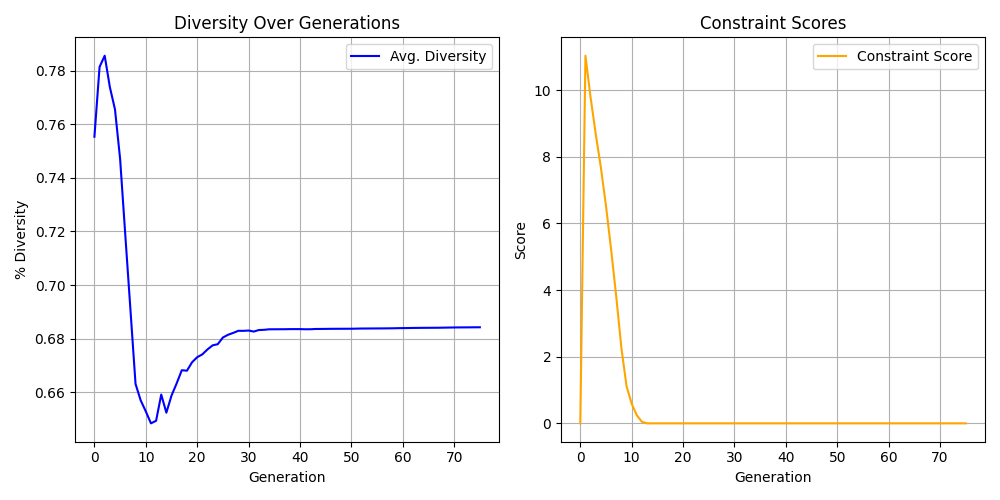 Diversity Over Generations
Avg. Diversity
% Diversity
0.78
0.76
0.74
0.72
0.70
0.68
0.66
0 10 20 30 40 50 60 70
Generation
Constraint Scores
Constraint Score
Score
10
8
6
4
2
0
0 10 20 30 40 50 60 70
Generation